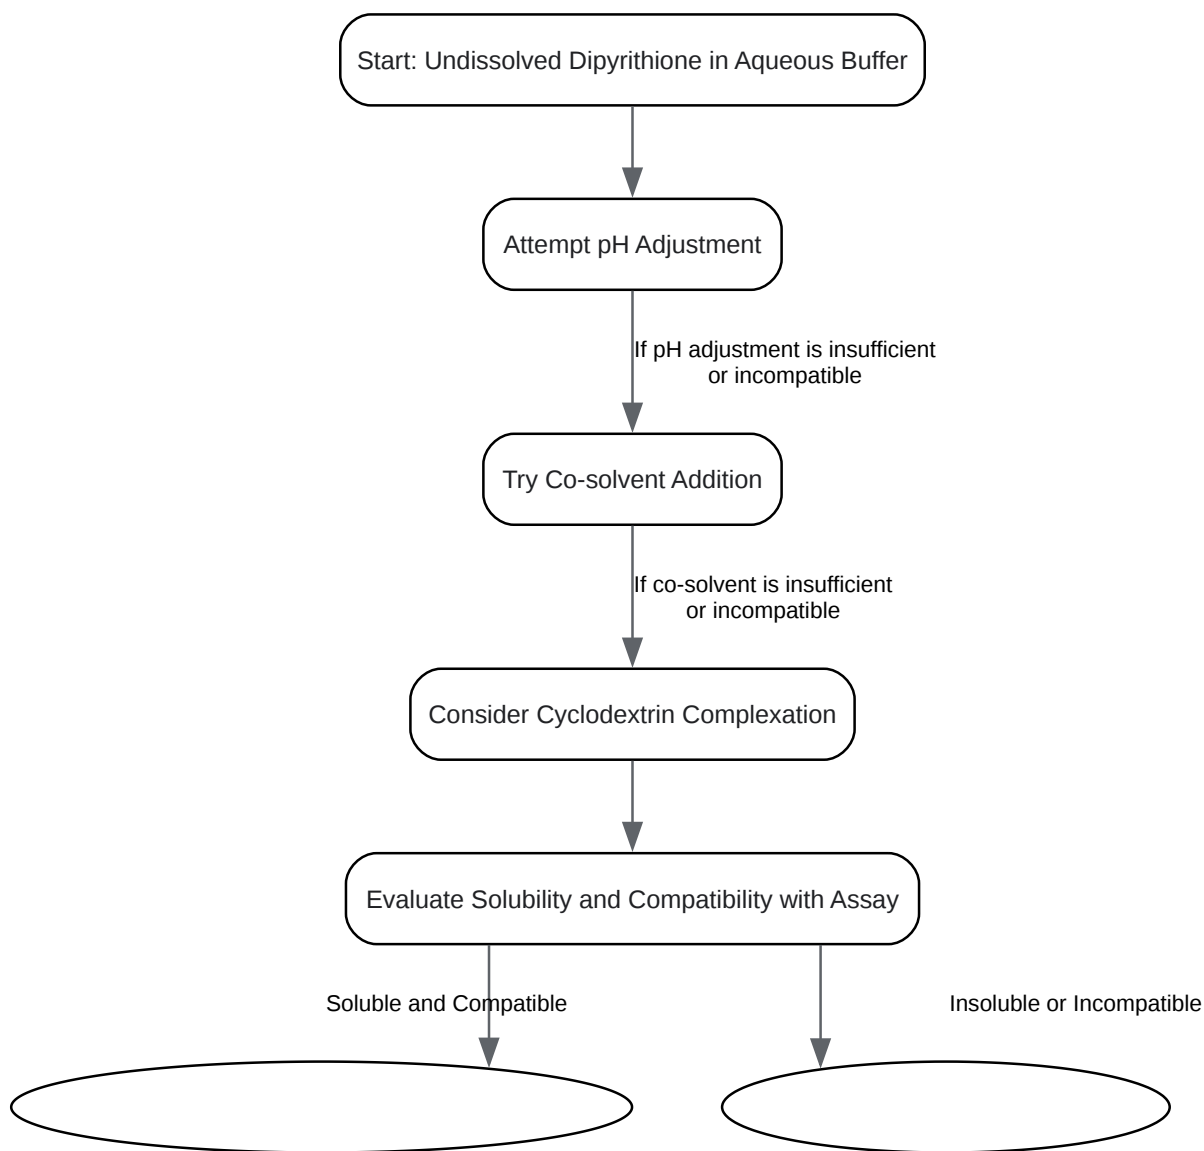 Start: Undissolved Dipyrithione in Aqueous Buffer
Attempt pH Adjustment
If pH adjustment is insufficient
or incompatible
Try Co-solvent Addition
If co-solvent is insufficient
or incompatible
Consider Cyclodextrin Complexation
Evaluate Solubility and Compatibility with Assay
Soluble and Compatible
Insoluble or Incompatible